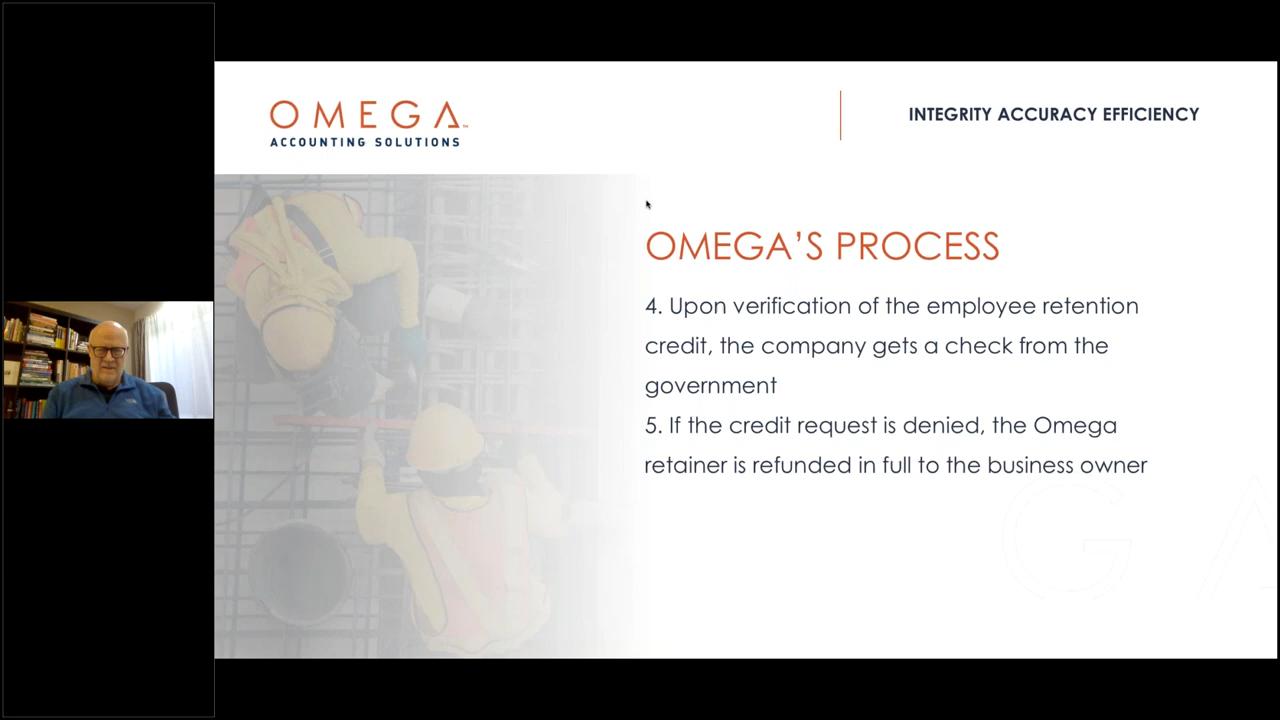 OMEGA™
ACCOUNTING SOLUTIONS
INTEGRITY ACCURACY EFFICIENCY
OMEGA’S PROCESS
4. Upon verification of the employee retention
credit, the company gets a check from the
government
5. If the credit request is denied, the Omega
retainer is refunded in full to the business owner
G A